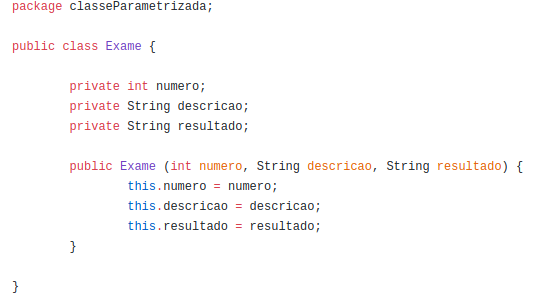 package classeParametrizada;
public class Exame {
private int numero;
private String descricao;
private String resultado;
public Exame (int numero, String descricao, String resultado) {
this.numero = numero;
this.descricao = descricao;
this.resultado = resultado;
}
}